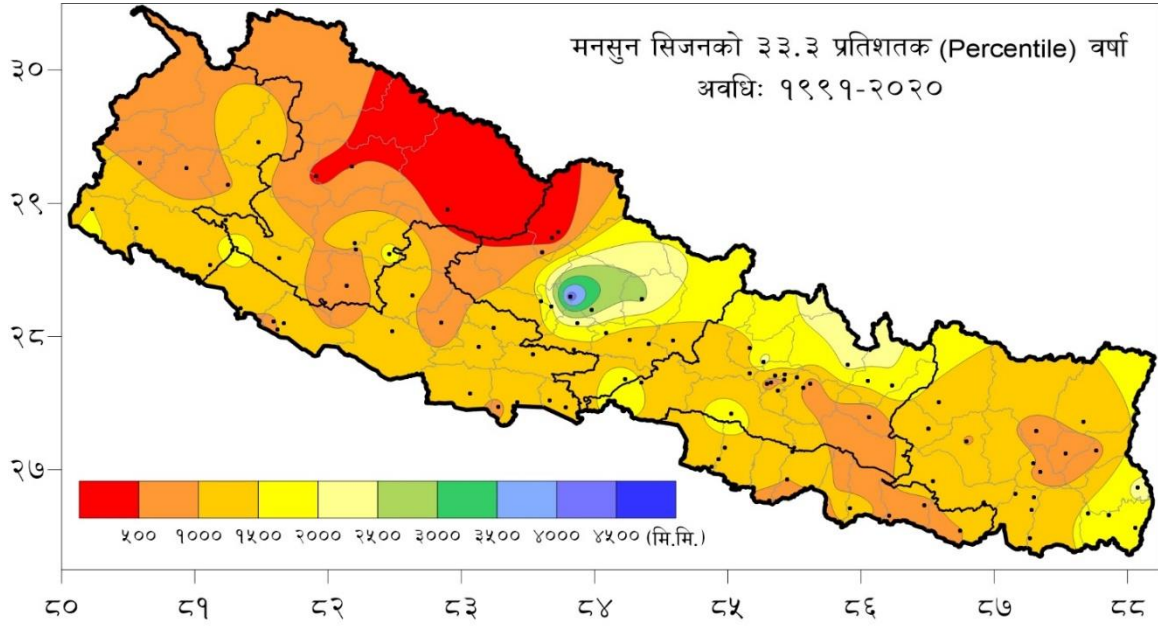 मनसुन सिजनको ३३.३ प्रतिशतक (Percentile) वर्षा
अवधिः १९९१-२०२०
३०
२९
२८
२७
५०० १००० १५०० २००० २५०० ३००० ३५०० ४००० ४५०० (मि.मि.)
८० ८१ ८२ ८३ ८४ ८५ ८६ ८७ ८८